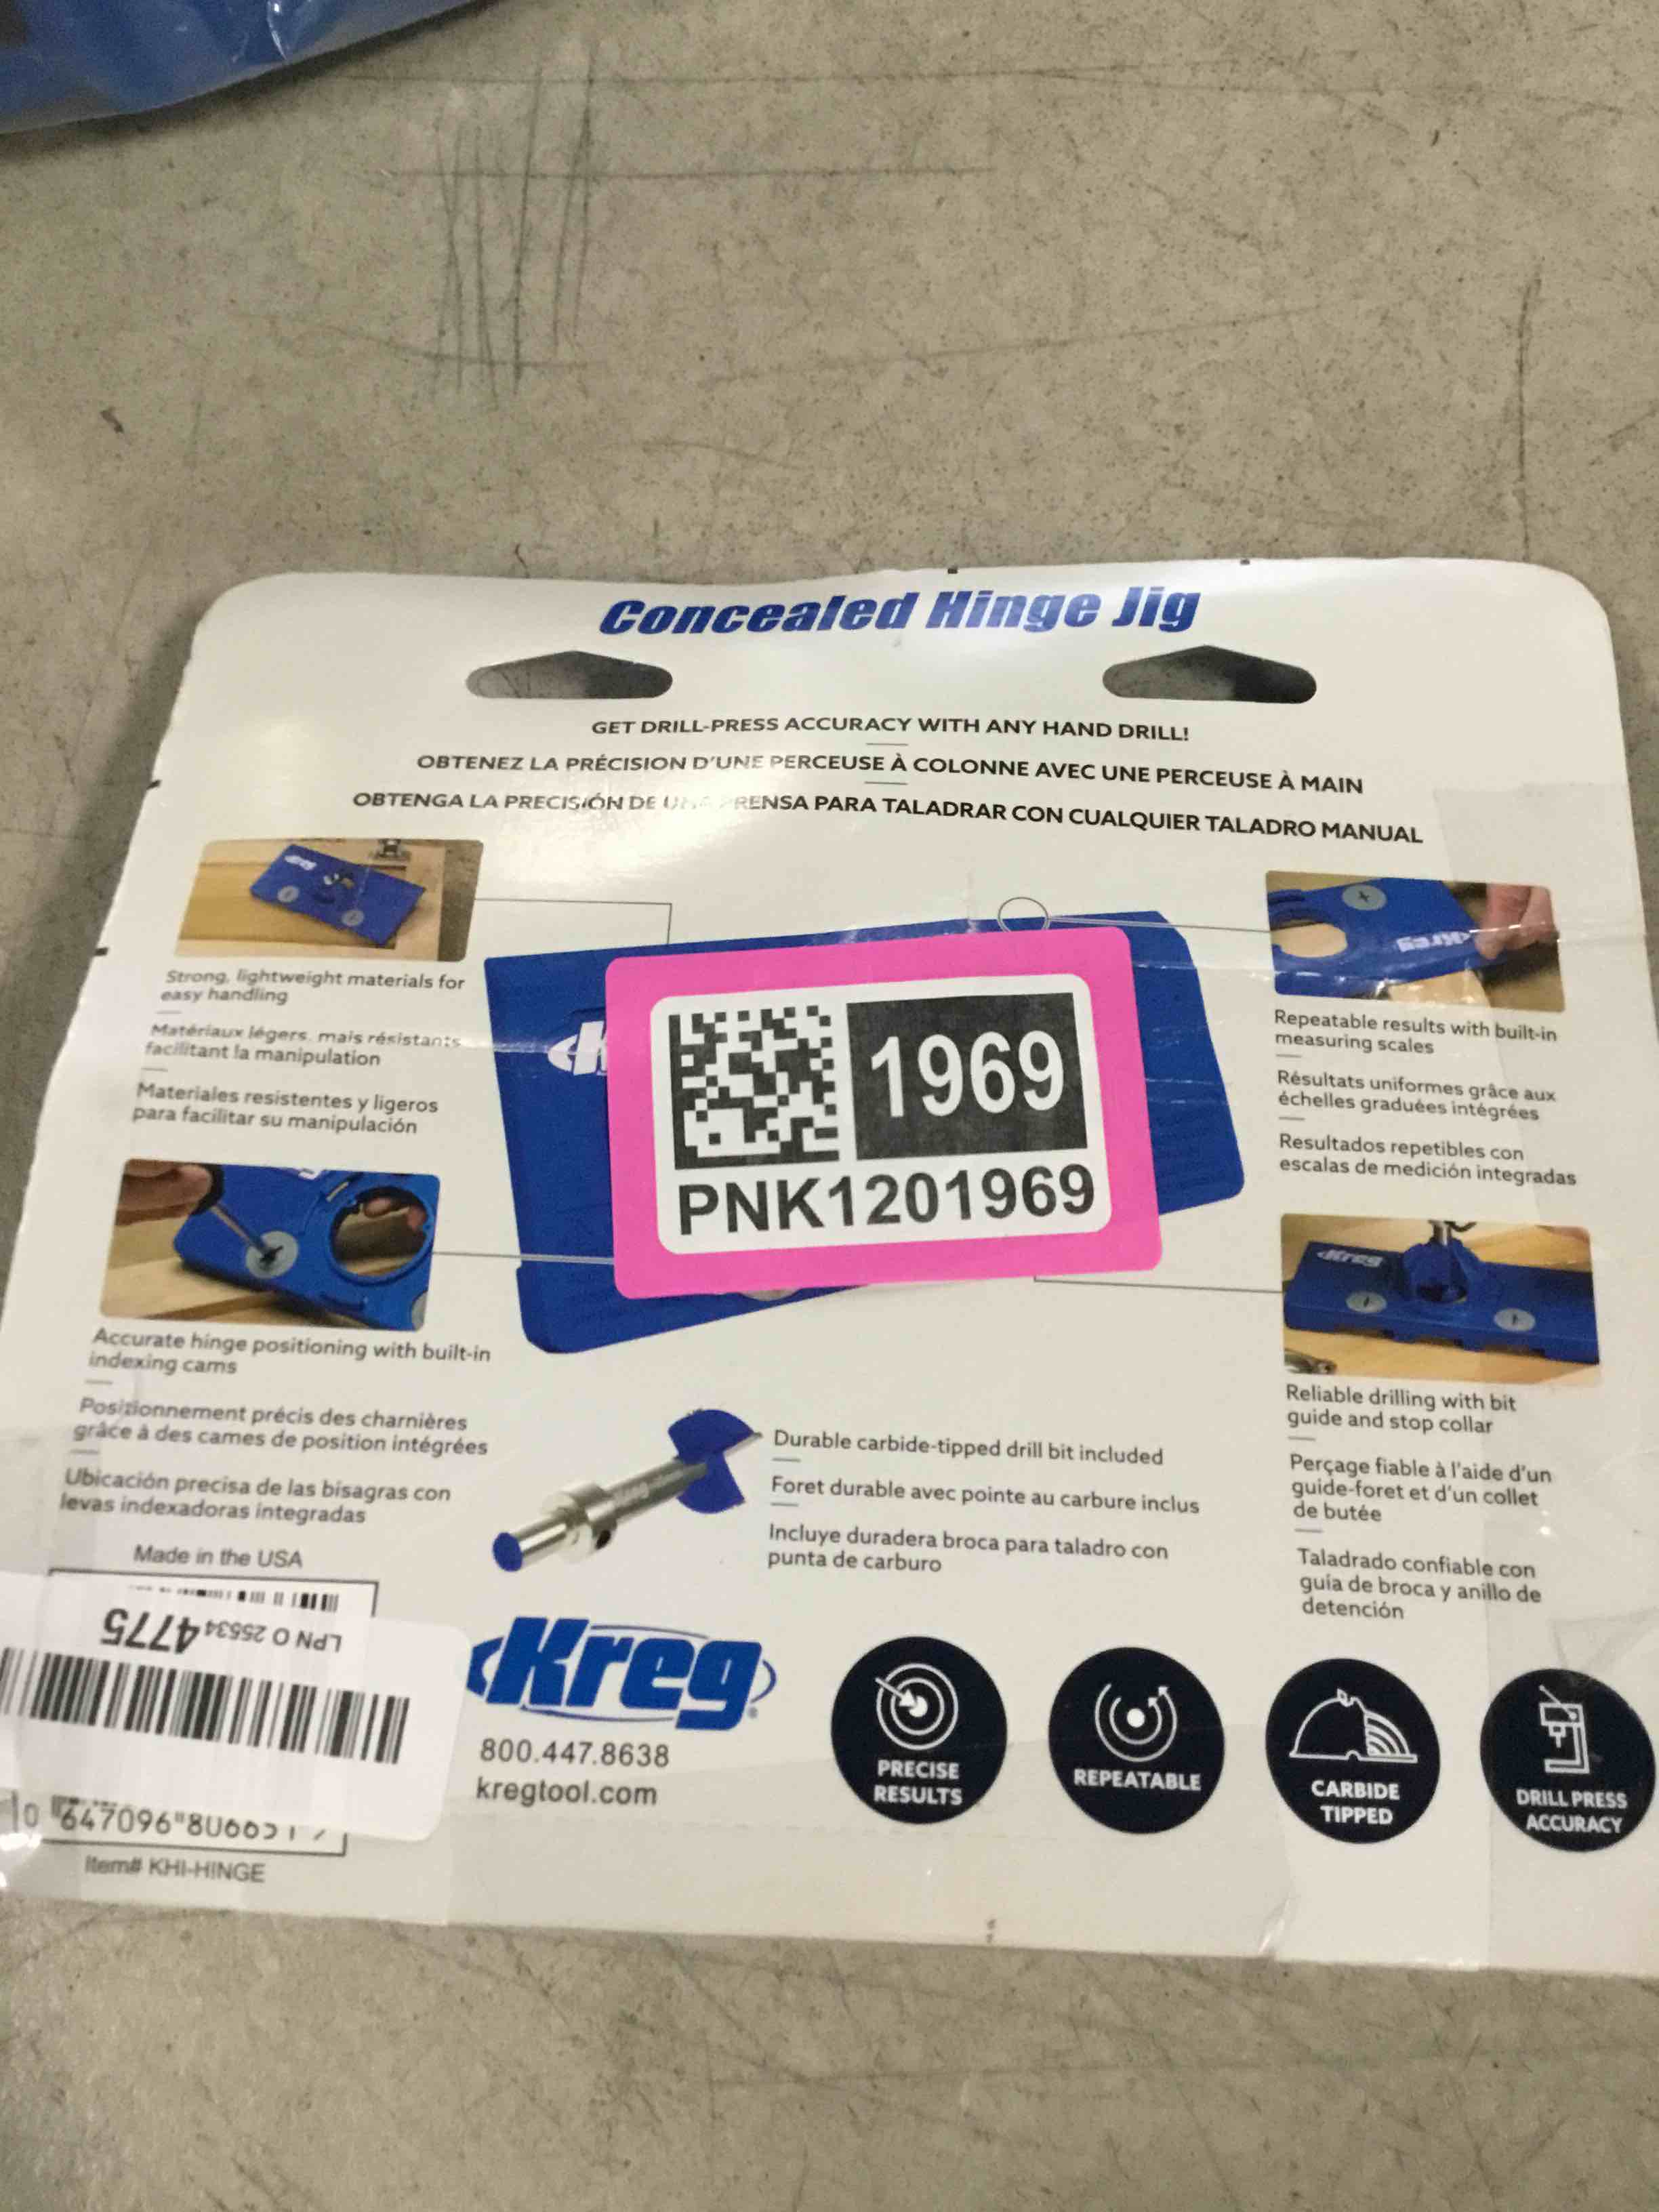 Concealed Hinge Jig
GET DRILL-PRESS ACCURACY WITH ANY HAND DRILL!
OBTENEZ LA PRÉCISION D'UNE PERCEUSE À COLONNE AVEC UNE PERCEUSE À MAIN
OBTENGA LA PRECISIÓN DE UNA PRENSA PARA TALADRAR CON CUALQUIER TALADRO MANUAL
Kreg
Strong, lightweight materials for
easy handling
Matériaux légers, mais résistants
facilitant la manipulation
Materiales resistentes y ligeros
para facilitar su manipulación
Accurate hinge positioning with built-in
indexing cams
Positionnement précis des charnières
grâce à des cames de position intégrées
Ubicación precisa de las bisagras con
levas indexadoras integradas
1969
PNK1201969
Kreg
Repeatable results with built-in
measuring scales
Résultats uniformes grâce aux
échelles graduées intégrées
Resultados repetibles con
escalas de medición integradas
Kreg
Reliable drilling with bit
guide and stop collar
Perçage fiable à l'aide d'un
guide-foret et d'un collet
de butée
Taladrado confiable con
guía de broca y anillo de
detención
Durable carbide-tipped drill bit included
Foret durable avec pointe au carbure inclus
Incluye duradera broca para taladro con
punta de carburo
Made in the USA
LPN O 25534 4775
0 647096
Item# KHI-HINGE
Kreg®
800.447.8638
kregtool.com
PRECISE
RESULTS
REPEATABLE
CARBIDE
TIPPED
DRILL PRESS
ACCURACY